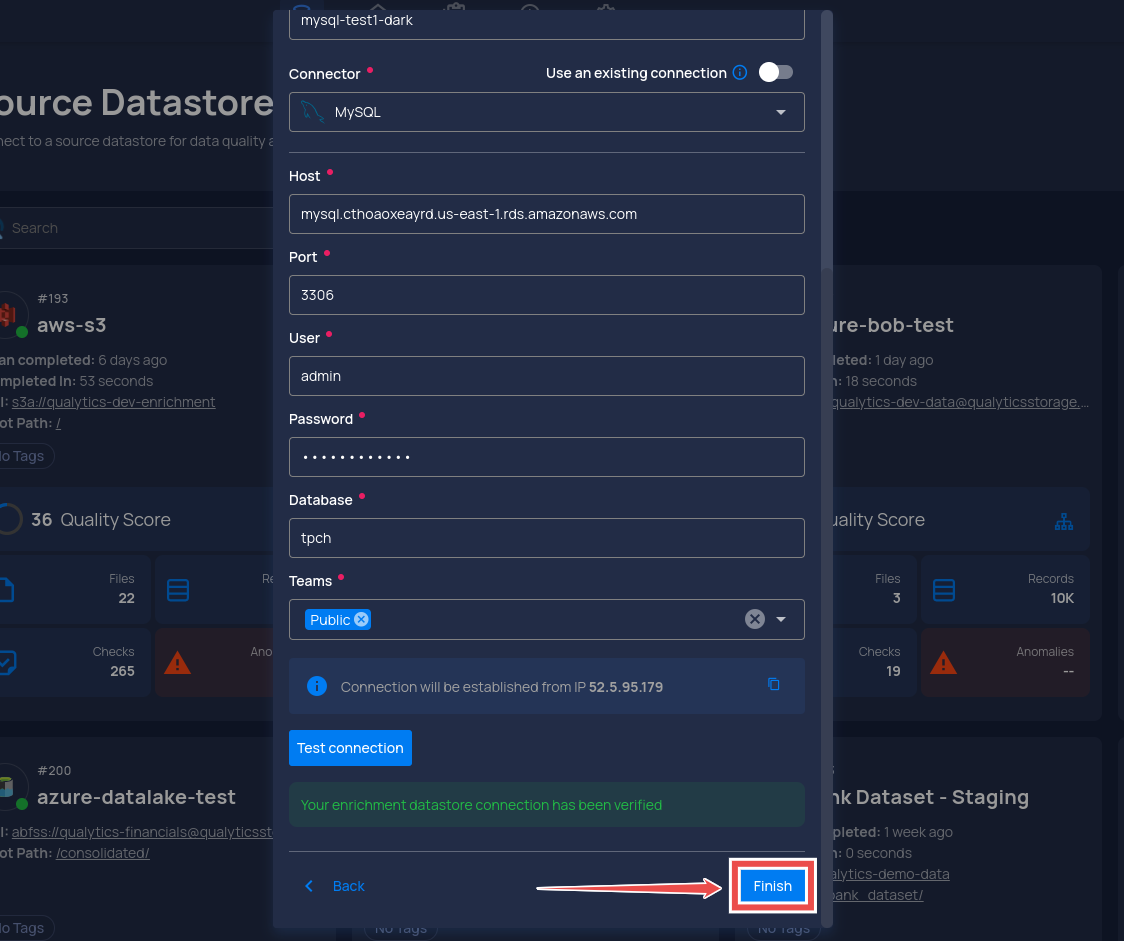 mysql-test1-dark
Connector
Use an existing connection
MySQL
Host
mysql.cthoaoxeayrd.us-east-1.rds.amazonaws.com
Port
3306
User
admin
Password
••••••••••••
Database
tpch
Teams
Public
Connection will be established from IP 52.5.95.179
Test connection
Your enrichment datastore connection has been verified
Back
Finish
ource Datastore
nect to a source datastore for data quality a
Search
#193
aws-s3
an completed: 6 days ago
mpleted In: 53 seconds
I: s3a://qualytics-dev-enrichment
ot Path: /
No Tags
36 Quality Score
Files
22
Re
Checks
265
Ano
#200
azure-datalake-test
I: abfss://qualytics-financials@qualyticsst
ot Path: /consolidated/
No Tags
No Tags
ure-bob-test
leted: 1 day ago
n: 18 seconds
qualytics-dev-data@qualyticsstorage....
uality Score
Files
3
Records
10K
Checks
19
Anomalies
--
nk Dataset - Staging
pleted: 1 week ago
n: 0 seconds
alytics-demo-data
bank_dataset/
No Tags